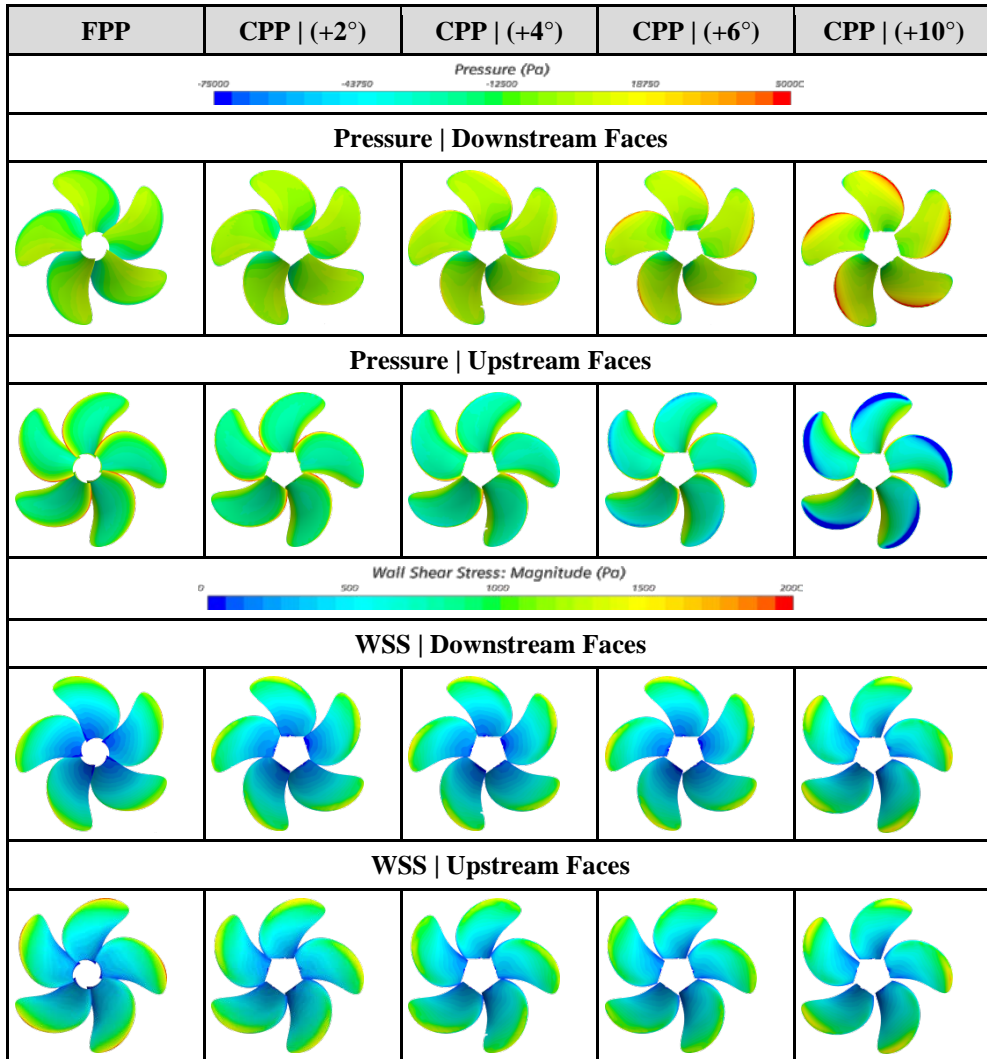 FPP CPP | (+2°) CPP | (+4°) CPP | (+6°) CPP | (+10°)
Pressure (Pa)
-75000 -43750 -12500 18750 5000C
Pressure | Downstream Faces
Pressure | Upstream Faces
Wall Shear Stress: Magnitude (Pa)
0 500 1000 1500 200C
WSS | Downstream Faces
WSS | Upstream Faces